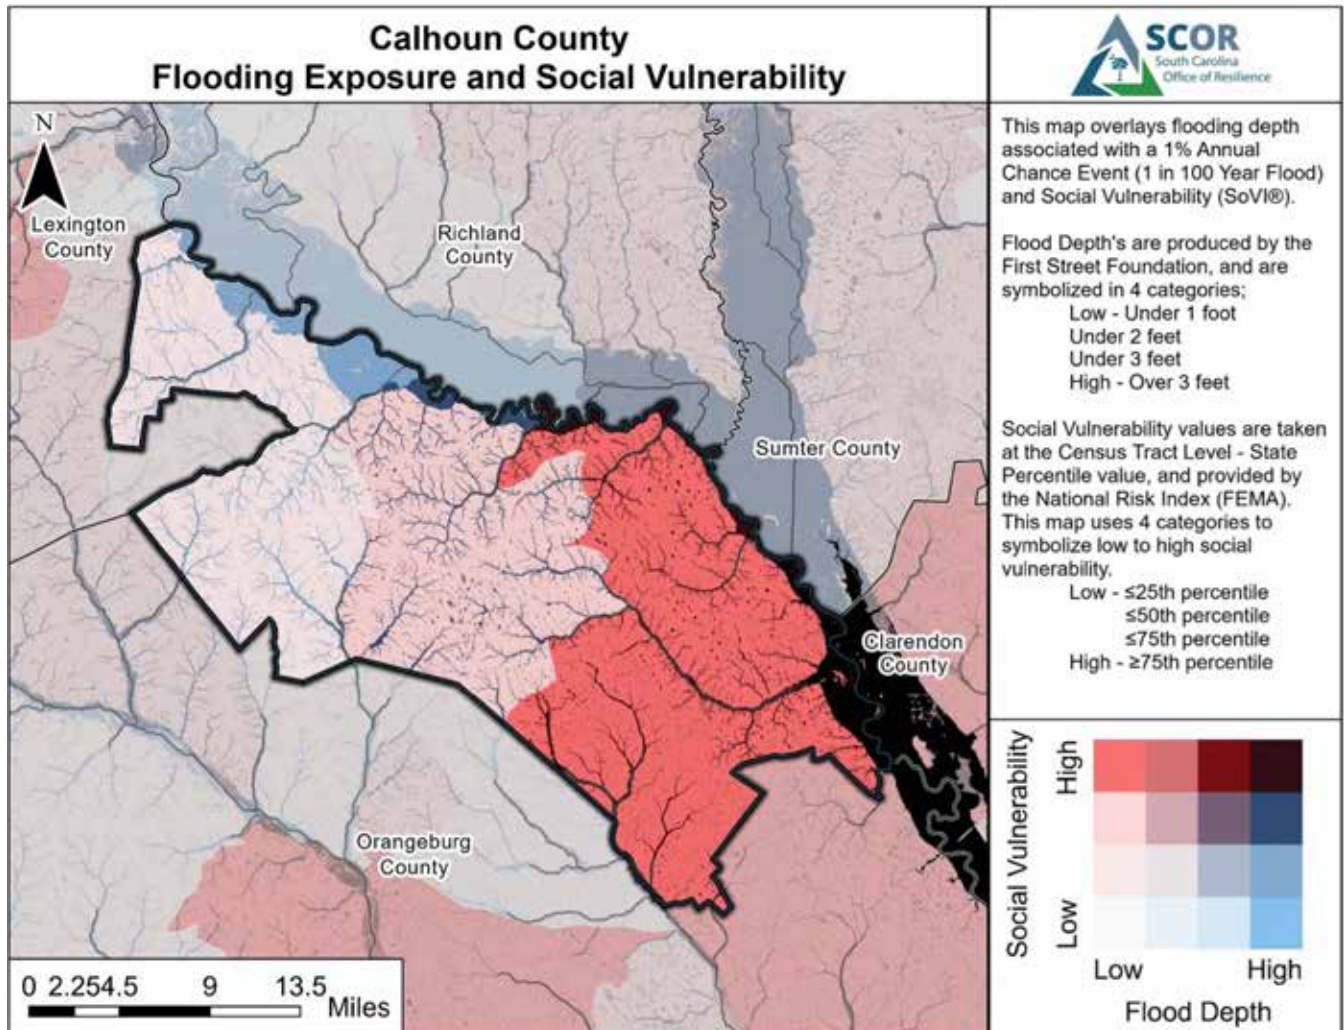 Calhoun County
Flooding Exposure and Social Vulnerability
SCOR
South Carolina
Office of Resilience
N
Lexington
County
Richland
County
Sumter County
Clarendon
County
Orangeburg
County
0 2.254.5 9 13.5
Miles
This map overlays flooding depth
associated with a 1% Annual
Chance Event (1 in 100 Year Flood)
and Social Vulnerability (SoVI®).
Flood Depth's are produced by the
First Street Foundation, and are
symbolized in 4 categories;
Low - Under 1 foot
Under 2 feet
Under 3 feet
High - Over 3 feet
Social Vulnerability values are taken
at the Census Tract Level - State
Percentile value, and provided by
the National Risk Index (FEMA).
This map uses 4 categories to
symbolize low to high social
vulnerability.
Low - ≤25th percentile
≤50th percentile
≤75th percentile
High - ≥75th percentile
Social Vulnerability
High
Low
Low High
Flood Depth